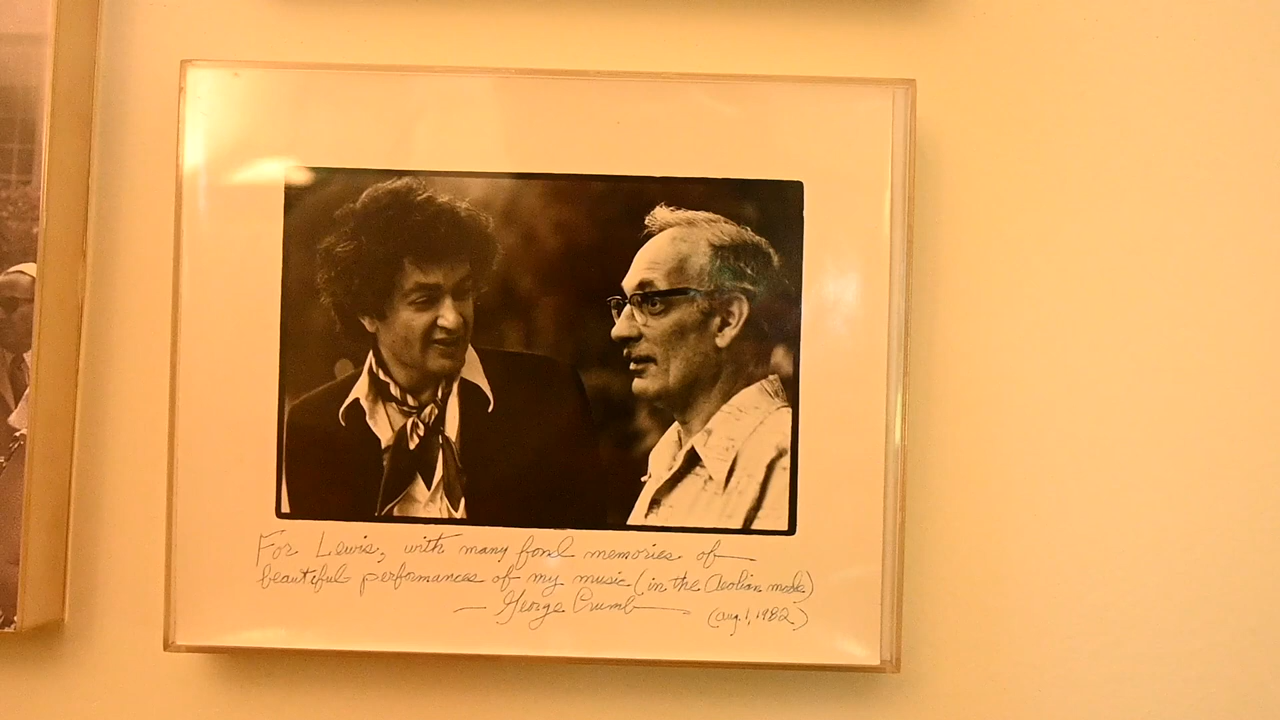 For Lewis, with many fond memories of
beautiful performances of my music (in the Aeolian mode)
— George Crumb
(Aug. 1, 1982)